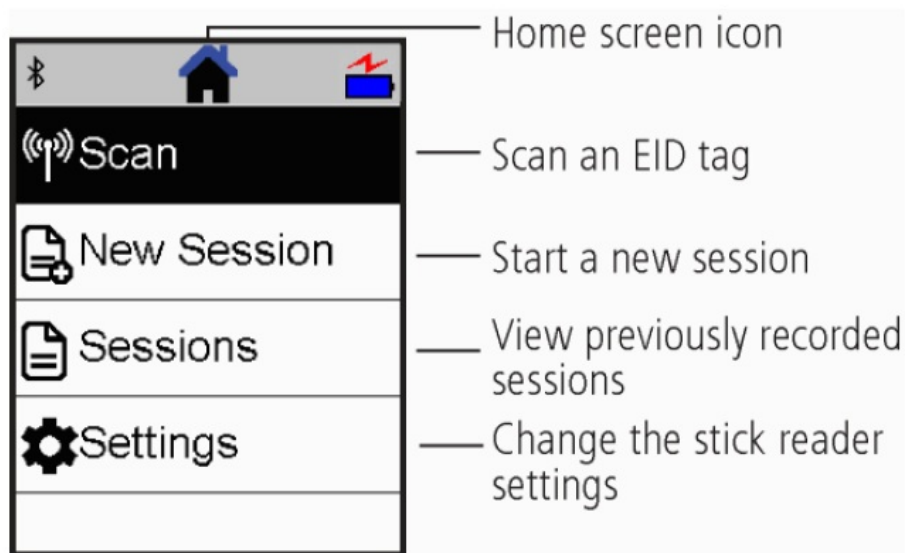 Home screen icon
Scan
Scan an EID tag
New Session
Start a new session
Sessions
View previously recorded
sessions
Settings
Change the stick reader
settings